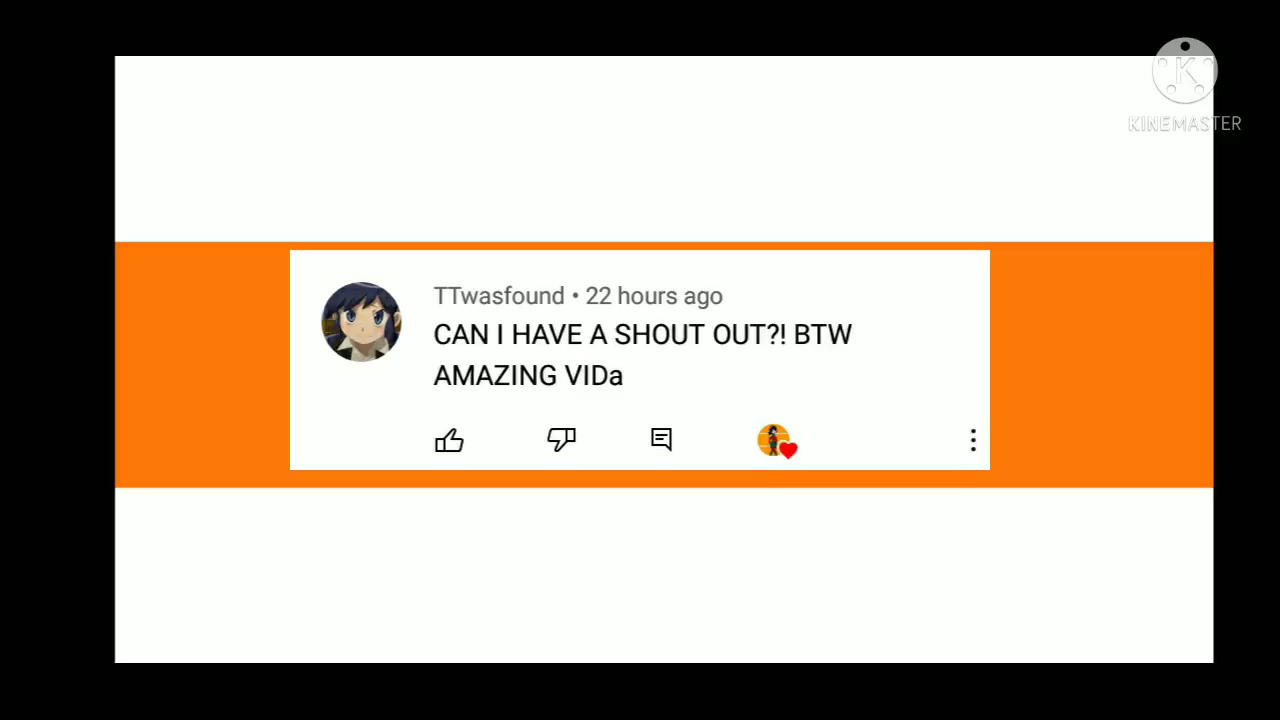 K
KINEMASTER
TTwasfound • 22 hours ago
CAN I HAVE A SHOUT OUT?! BTW
AMAZING VIDa